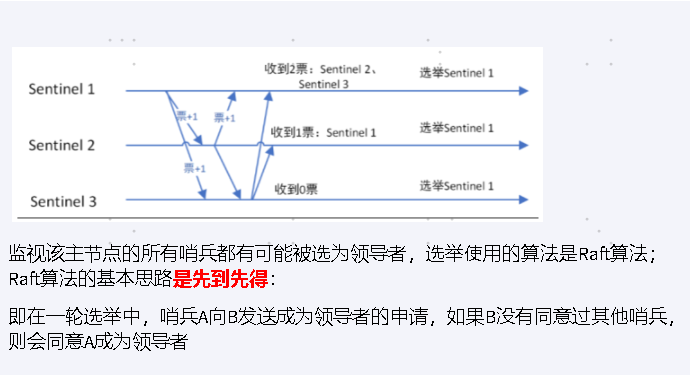 收到2票：Sentinel 2、
Sentinel 3
选举Sentinel 1
Sentinel 1
票+1
票+1
收到1票：Sentinel 1
选举Sentinel 1
Sentinel 2
票+1
收到0票
选举Sentinel 1
Sentinel 3
监视该主节点的所有哨兵都有可能被选为领导者，选举使用的算法是Raft算法；
Raft算法的基本思路是先到先得：
即在一轮选举中，哨兵A向B发送成为领导者的申请，如果B没有同意过其他哨兵，
则会同意A成为领导者